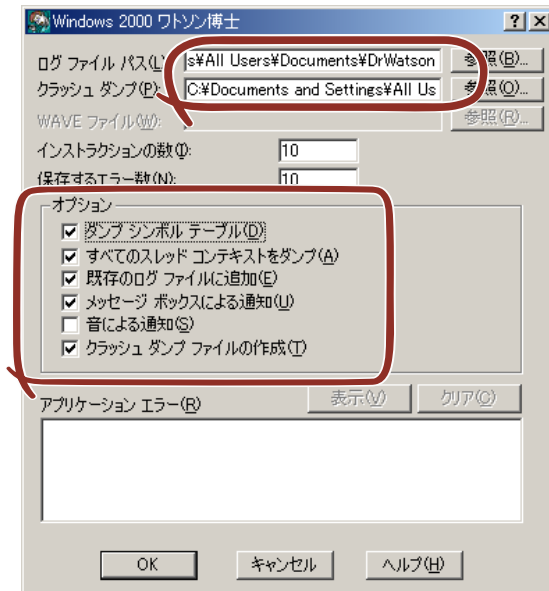 Windows 2000 ワトソン博士
ログ ファイル パス(L): s¥All Users¥Documents¥DrWatson 参照(B)...
クラッシュ ダンプ(P): C:¥Documents and Settings¥All Us 参照(O)...
WAVE ファイル(W): 参照(R)...
インストラクションの数(I): 10
保存するエラー数(N): 10
オプション
ダンプ シンボル テーブル(D)
すべてのスレッド コンテキストをダンプ(A)
既存のログ ファイルに追加(E)
メッセージ ボックスによる通知(U)
音による通知(S)
クラッシュ ダンプ ファイルの作成(T)
アプリケーション エラー(R) 表示(V) クリア(C)
OK キャンセル ヘルプ(H)